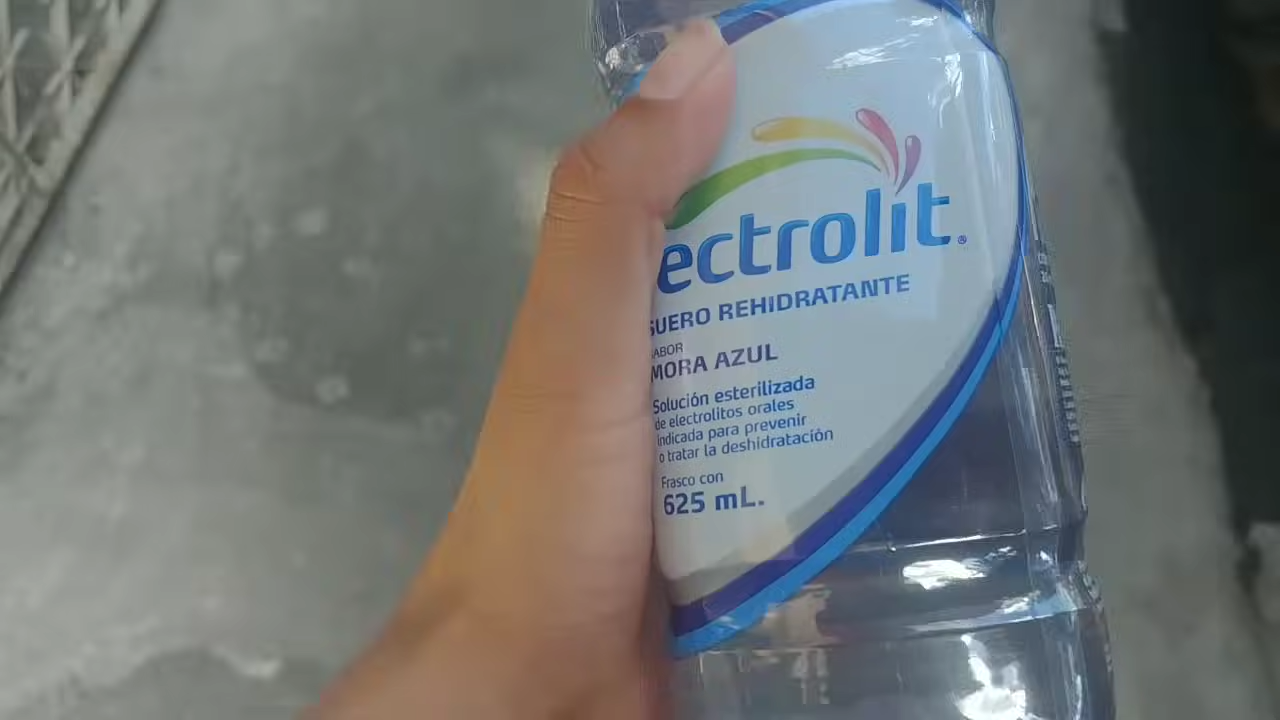 ectrolit®
SUERO REHIDRATANTE
ABOR
MORA AZUL
Solución esterilizada
de electrolitos orales
indicada para prevenir
o tratar la deshidratación
Frasco con
625 mL.